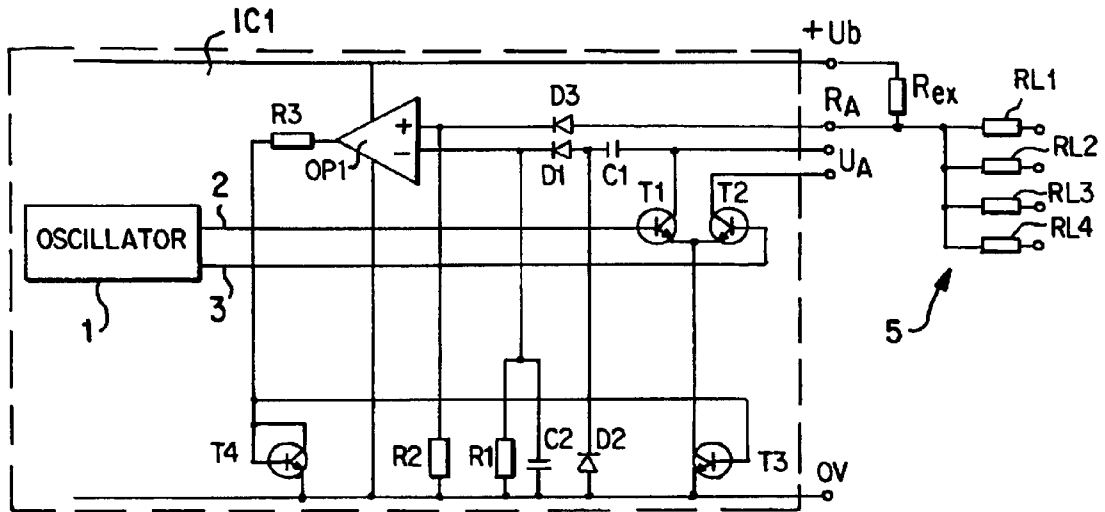 IC1
+Ub
Rex
RL1
D3
RA
R3
+
−
OP1
D1
C1
UA
RL2
RL3
RL4
T1
T2
2
OSCILLATOR
1
3
5
T4
R2
R1
C2
D2
T3
0V